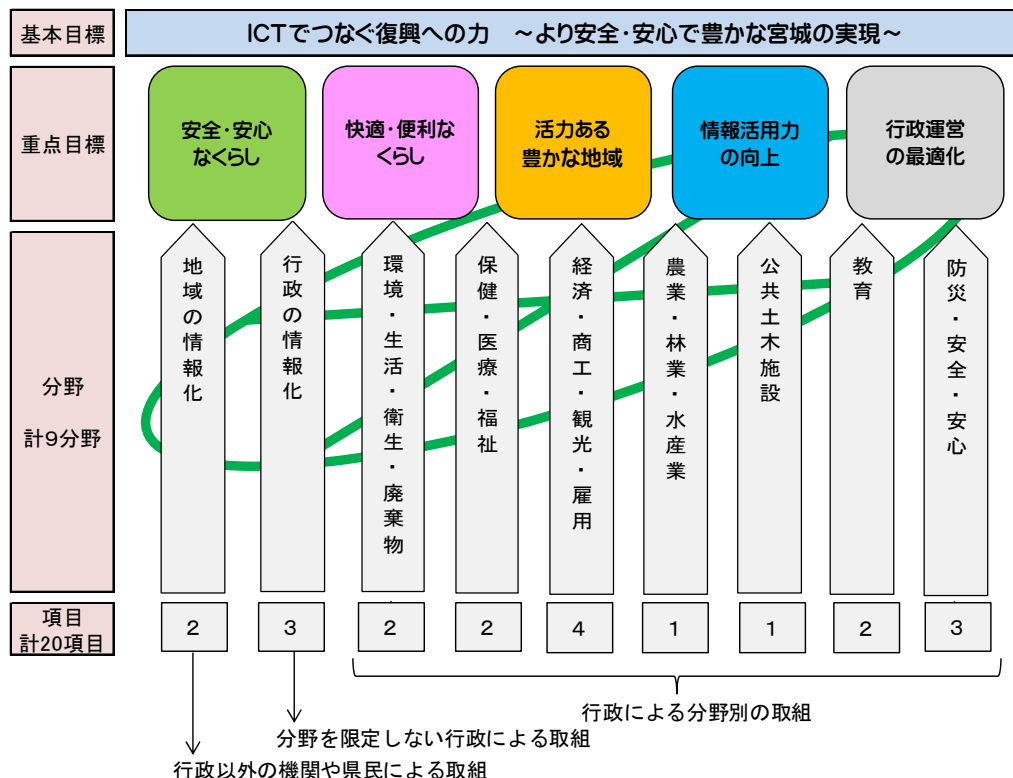 基本目標
ICTでつなぐ復興への力　～より安全・安心で豊かな宮城の実現～
重点目標
安全・安心
なくらし
快適・便利な
くらし
活力ある
豊かな地域
情報活用力
の向上
行政運営
の最適化
分野
計9分野
地域の情報化
行政の情報化
環境・生活・衛生・廃棄物
保健・医療・福祉
経済・商工・観光・雇用
農業・林業・水産業
公共土木施設
教育
防災・安全・安心
項目
計20項目
2
3
2
2
4
1
1
2
3
行政による分野別の取組
分野を限定しない行政による取組
行政以外の機関や県民による取組